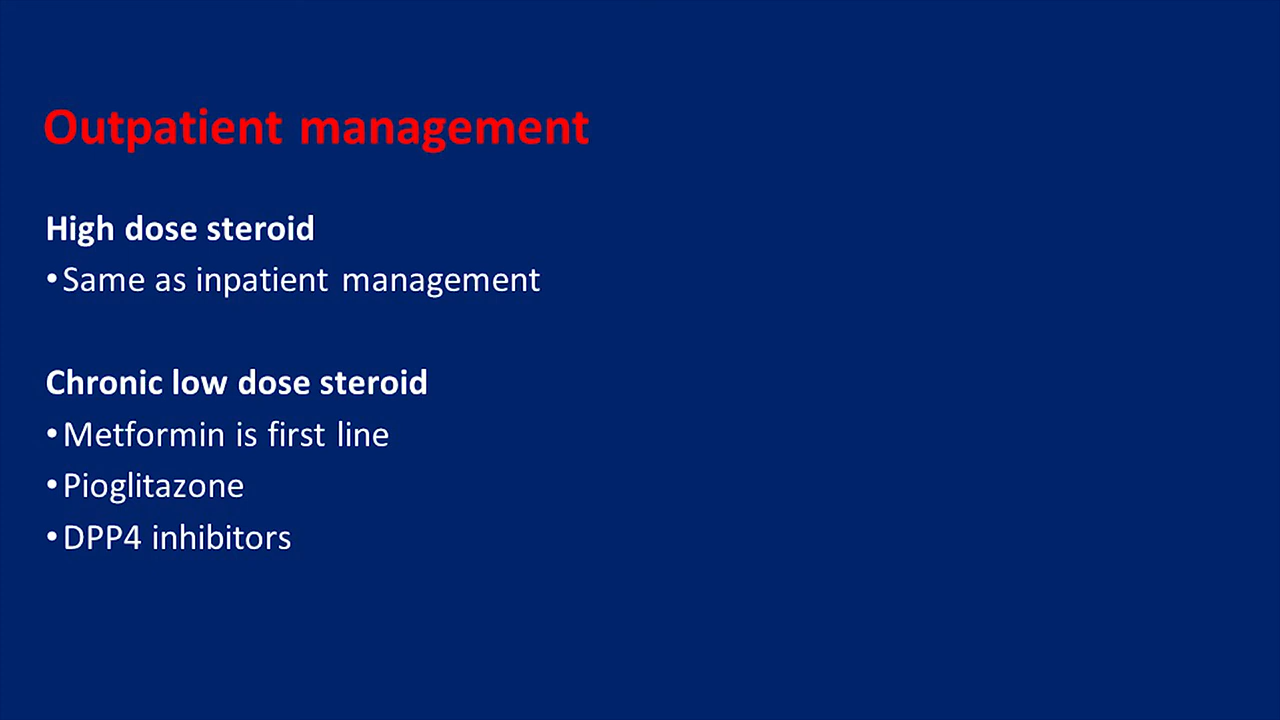 Outpatient management
High dose steroid
•Same as inpatient management
Chronic low dose steroid
•Metformin is first line
•Pioglitazone
•DPP4 inhibitors